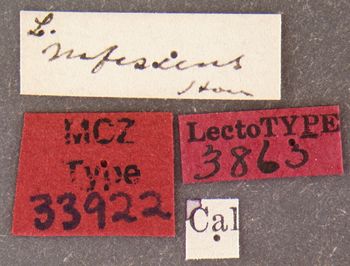 L.
rufescens
Horn
MCZ
Type
33922
LectoTYPE
3863
Cal